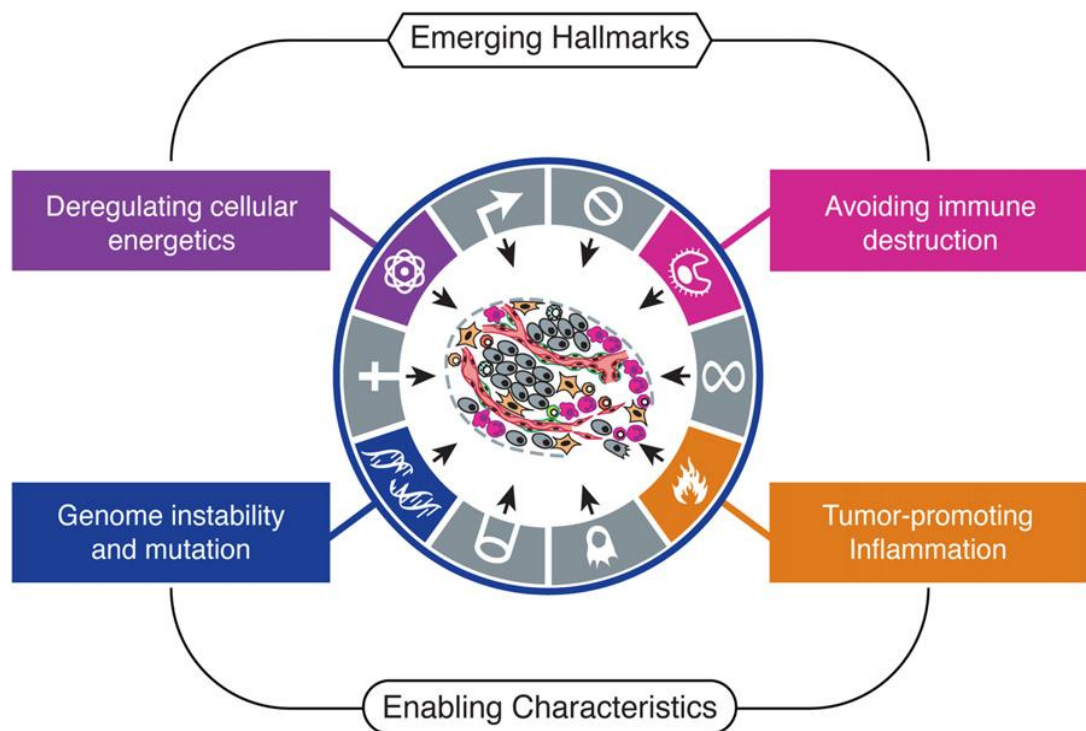 Emerging Hallmarks
Deregulating cellular
energetics
Avoiding immune
destruction
Genome instability
and mutation
Tumor-promoting
Inflammation
Enabling Characteristics